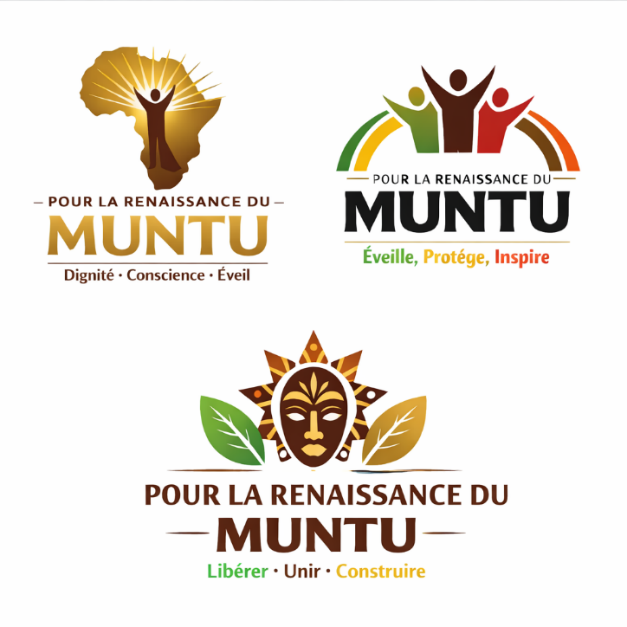 – POUR LA RENAISSANCE DU –
MUNTU
Dignité · Conscience · Éveil
POUR LA RENAISSANCE DU
MUNTU
Éveille, Protége, Inspire
POUR LA RENAISSANCE DU
MUNTU
Libérer · Unir · Construire